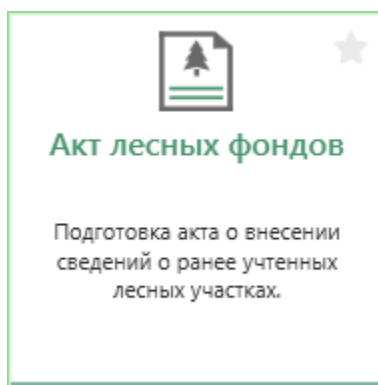 Акт лесных фондов
Подготовка акта о внесении
сведений о ранее учтенных
лесных участках.